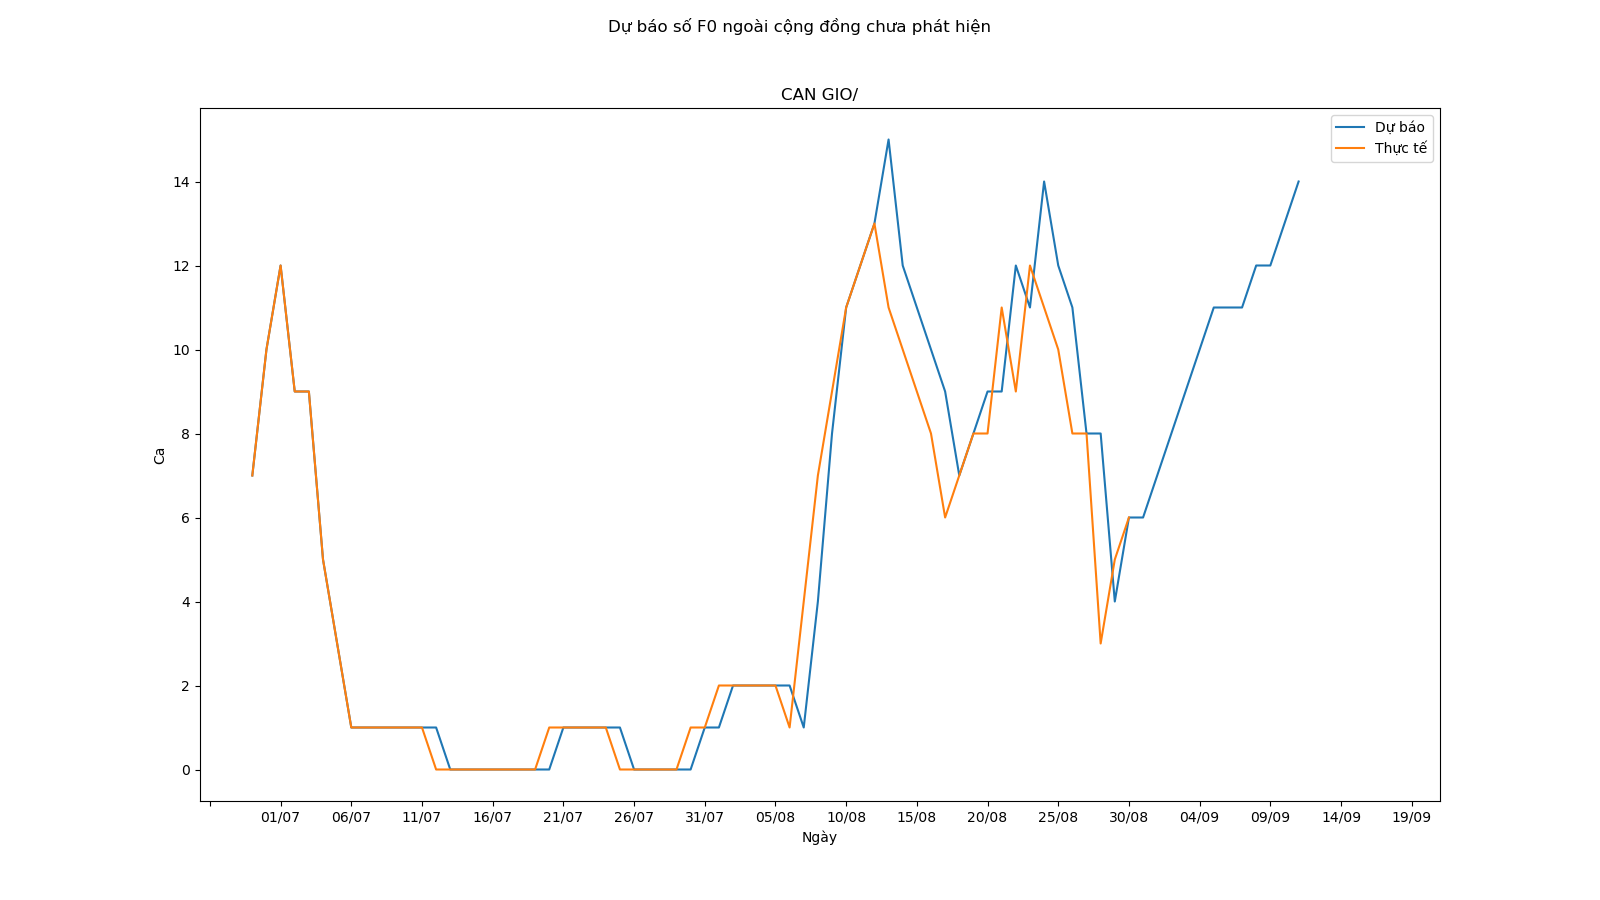 Dự báo số F0 ngoài cộng đồng chưa phát hiện
CAN GIO/
Dự báo
Thực tế
14
12
10
8
6
4
2
0
Ca
01/07 06/07 11/07 16/07 21/07 26/07 31/07 05/08 10/08 15/08 20/08 25/08 30/08 04/09 09/09 14/09 19/09
Ngày